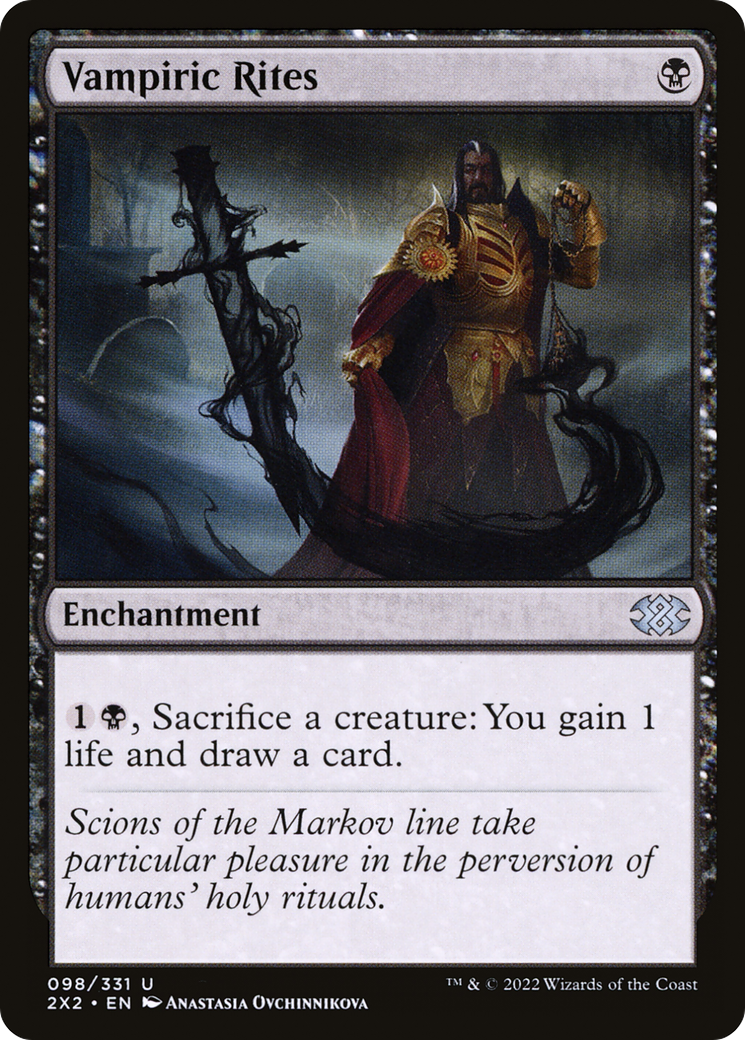 Vampiric Rites
Enchantment
1, Sacrifice a creature: You gain 1
life and draw a card.
Scions of the Markov line take
particular pleasure in the perversion of
humans' holy rituals.
098/331 U
™ & © 2022 Wizards of the Coast
2X2 • EN Anastasia Ovchinnikova